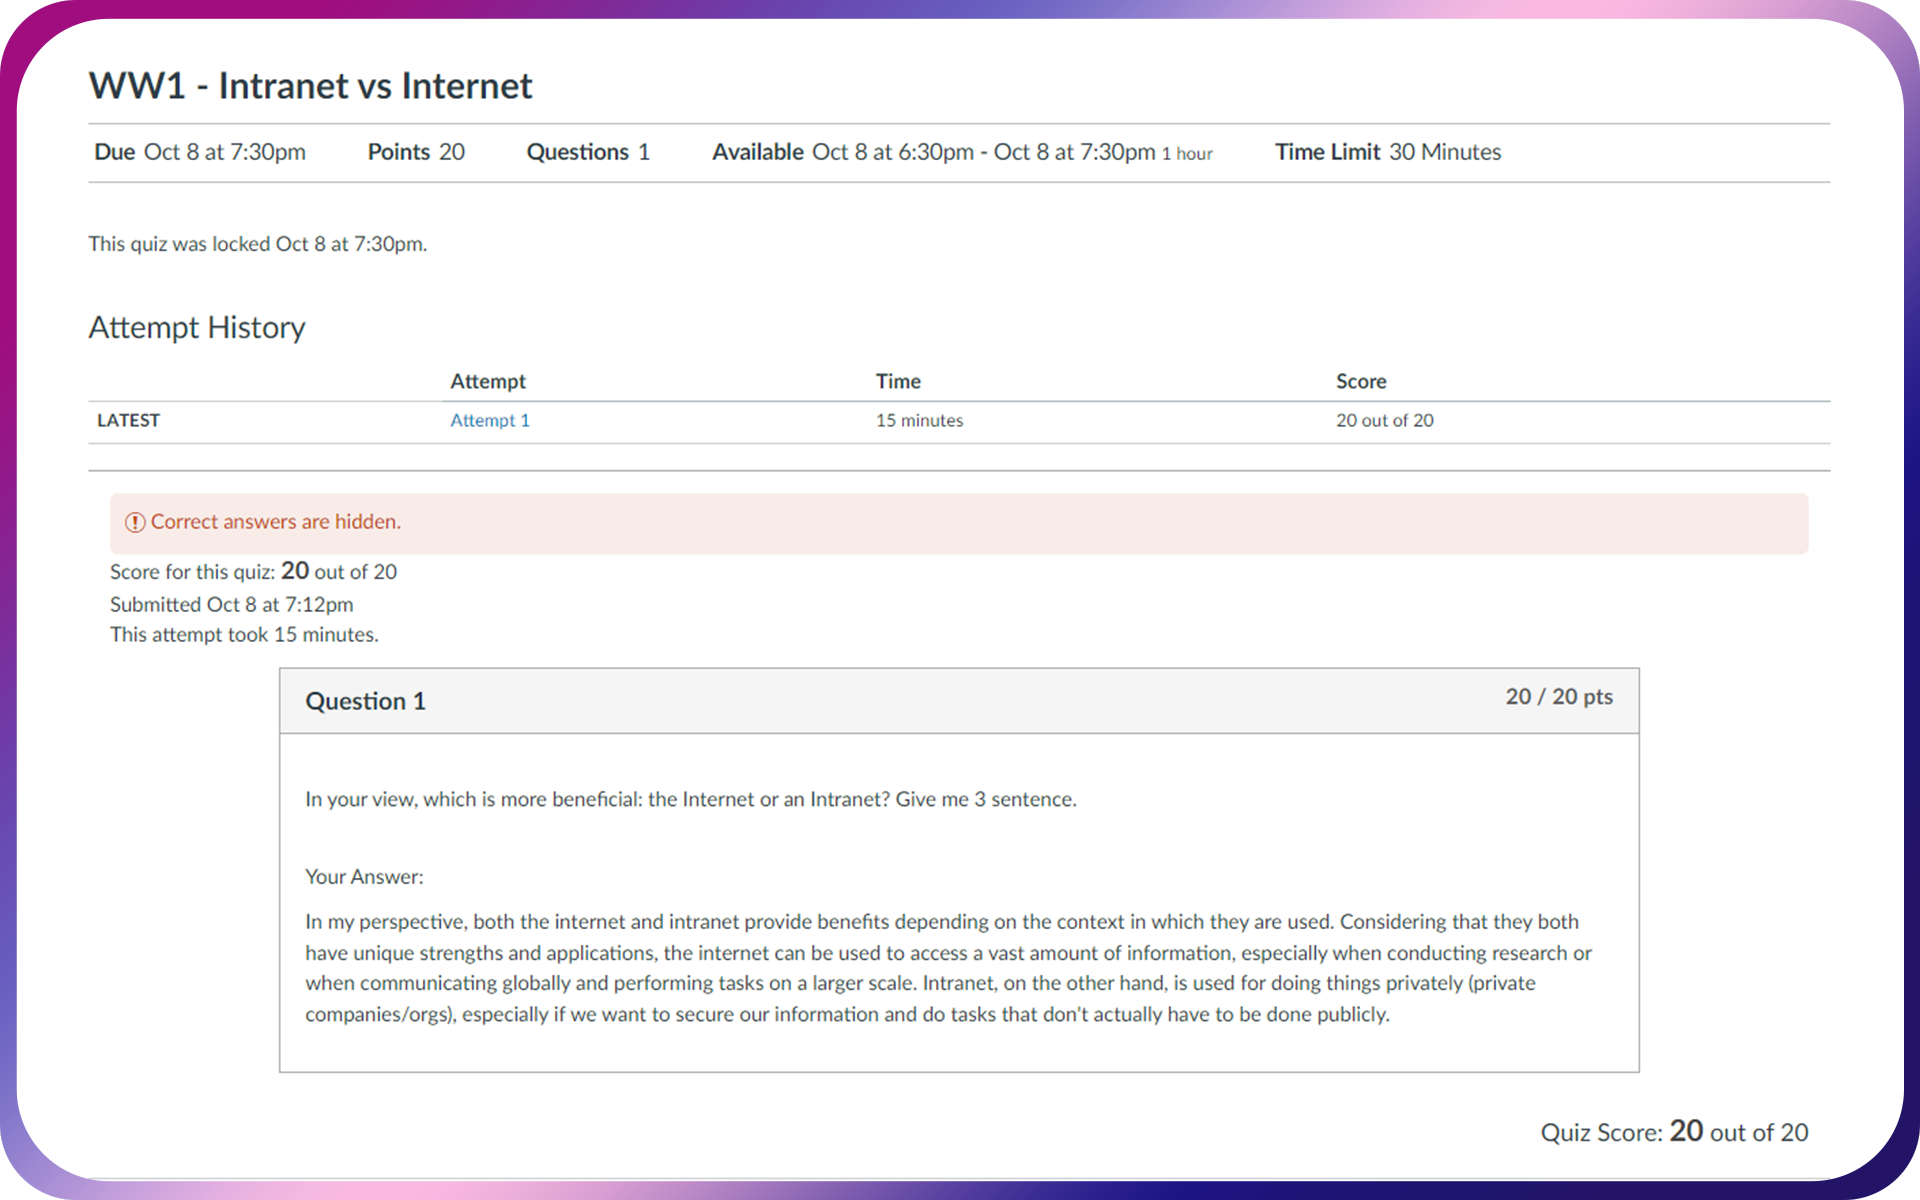 WW1 - Intranet vs Internet
Due Oct 8 at 7:30pm Points 20 Questions 1 Available Oct 8 at 6:30pm - Oct 8 at 7:30pm 1 hour Time Limit 30 Minutes
This quiz was locked Oct 8 at 7:30pm.
Attempt History
Attempt Time Score
LATEST Attempt 1 15 minutes 20 out of 20
Correct answers are hidden.
Score for this quiz: 20 out of 20
Submitted Oct 8 at 7:12pm
This attempt took 15 minutes.
Question 1 20 / 20 pts
In your view, which is more beneficial: the Internet or an Intranet? Give me 3 sentence.
Your Answer:
In my perspective, both the internet and intranet provide benefits depending on the context in which they are used. Considering that they both
have unique strengths and applications, the internet can be used to access a vast amount of information, especially when conducting research or
when communicating globally and performing tasks on a larger scale. Intranet, on the other hand, is used for doing things privately (private
companies/orgs), especially if we want to secure our information and do tasks that don't actually have to be done publicly.
Quiz Score: 20 out of 20